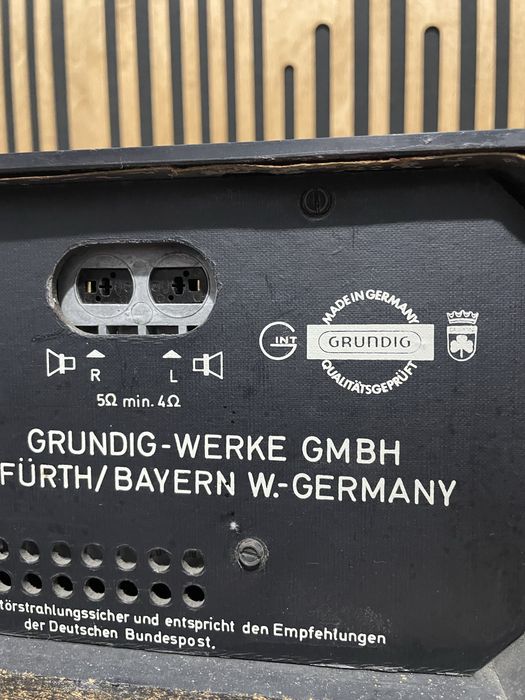 MADE IN GERMANY
G INT
GRUNDIG
QUALITÄTSGEPRÜFT
R L
5Ω min. 4Ω
GRUNDIG-WERKE GMBH
FÜRTH/BAYERN W.-GERMANY
törstrahlungssicher und entspricht den Empfehlungen
der Deutschen Bundespost.